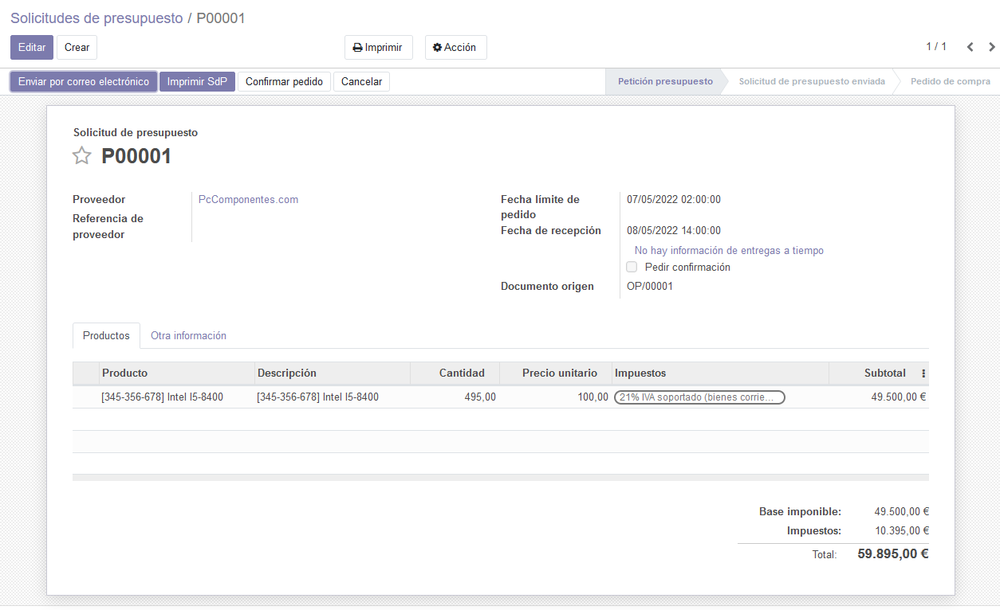 Solicitudes de presupuesto / P00001
Editar Crear Imprimir Acción 1 / 1
Enviar por correo electrónico Imprimir SdP Confirmar pedido Cancelar Petición presupuesto Solicitud de presupuesto enviada Pedido de compra
Solicitud de presupuesto
P00001
Proveedor PcComponentes.com Fecha límite de
pedido 07/05/2022 02:00:00
Referencia de
proveedor
Fecha de recepción 08/05/2022 14:00:00
No hay información de entregas a tiempo
Pedir confirmación
Documento origen OP/00001
Productos Otra información
Producto Descripción Cantidad Precio unitario Impuestos Subtotal
[345-356-678] Intel I5-8400 [345-356-678] Intel I5-8400 495,00 100,00 21% IVA soportado (bienes corrie... 49.500,00 €
Base imponible: 49.500,00 €
Impuestos: 10.395,00 €
Total: 59.895,00 €